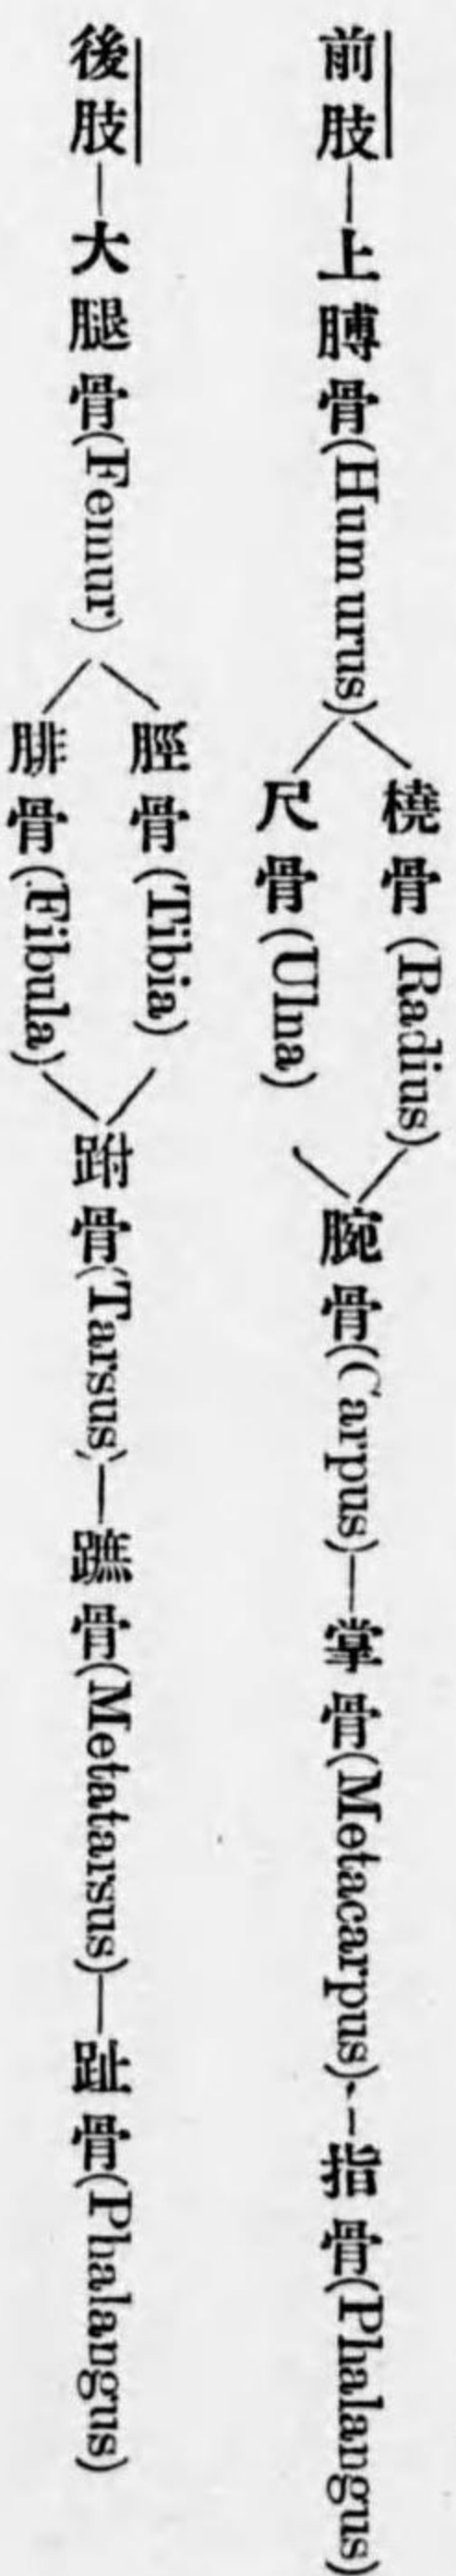 前肢—上膊骨(Humurus)
橈骨(Radius)
尺骨(Ulna)
腕骨(Carpus)—掌骨(Metacarpus)—指骨(Phalangus)
後肢—大腿骨(Femur)
脛骨(Tibia)
腓骨(Fibula)
跗骨(Tarsus)—蹠骨(Metatarsus)—趾骨(Phalangus)